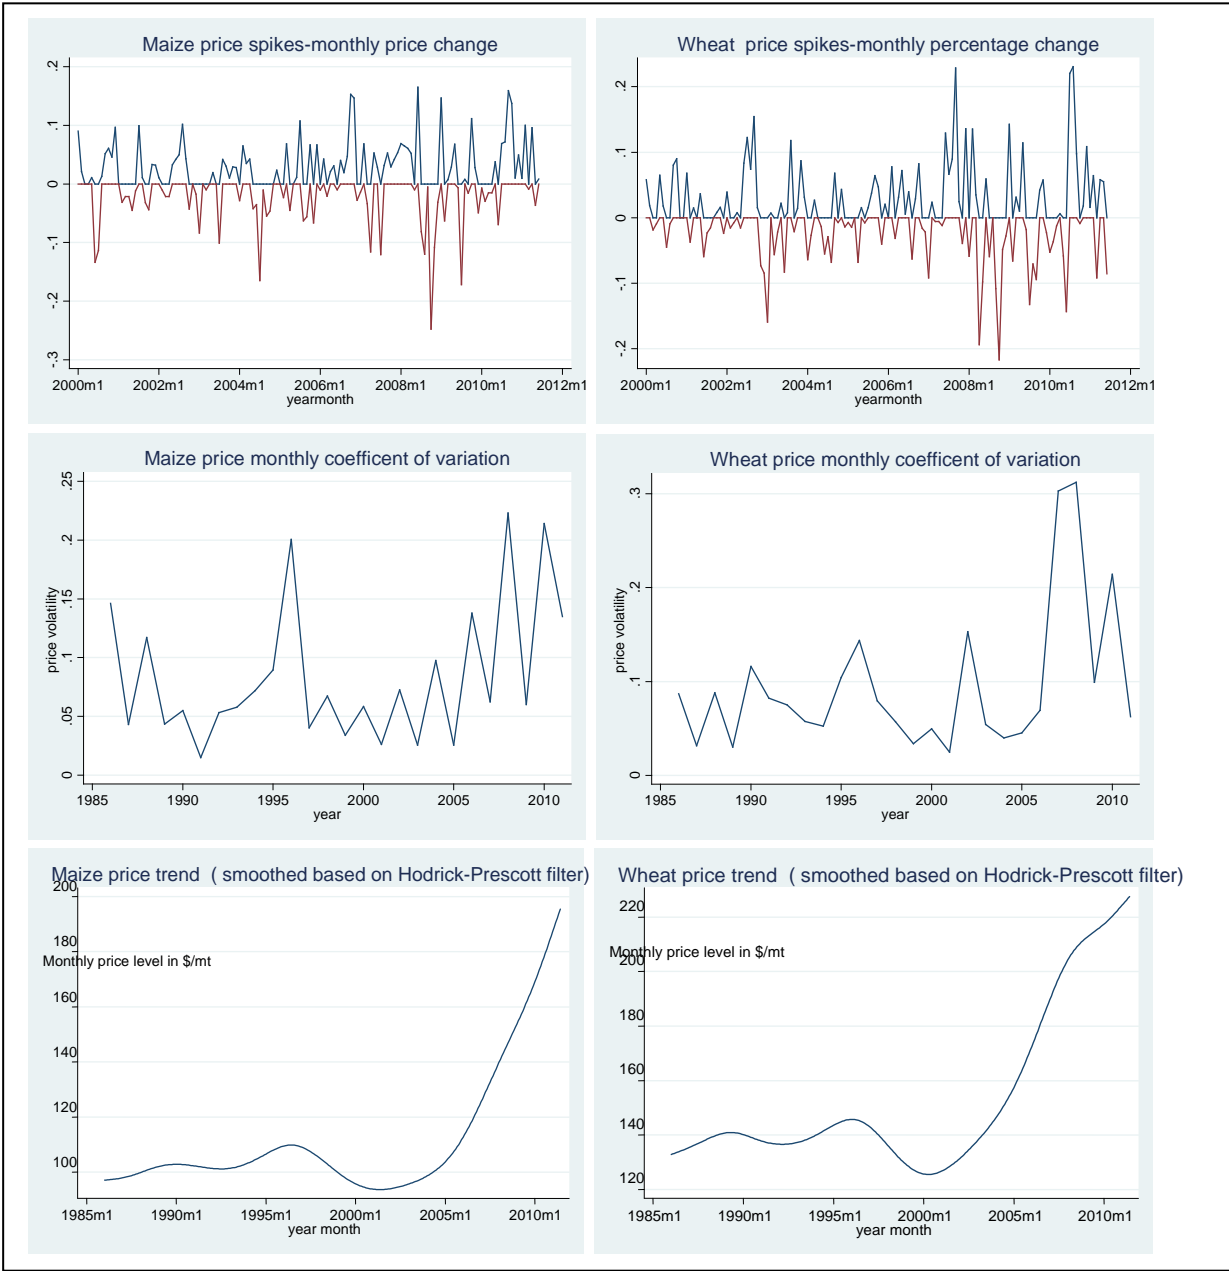 Maize price spikes-monthly price change
.2
.1
0
-.1
-.2
-.3
2000m1 2002m1 2004m1 2006m1 2008m1 2010m1 2012m1
yearmonth
Wheat price spikes-monthly percentage change
.2
.1
0
-.1
-.2
2000m1 2002m1 2004m1 2006m1 2008m1 2010m1 2012m1
yearmonth
Maize price monthly coefficent of variation
price volatility
.25
.2
.15
.1
.05
0
1985 1990 1995 2000 2005 2010
year
Wheat price monthly coefficent of variation
price volatility
.3
.2
.1
0
1985 1990 1995 2000 2005 2010
year
Maize price trend ( smoothed based on Hodrick-Prescott filter)
200
180
Monthly price level in $/mt
160
140
120
100
1985m1 1990m1 1995m1 2000m1 2005m1 2010m1
year month
Wheat price trend ( smoothed based on Hodrick-Prescott filter)
220
Monthly price level in $/mt
200
180
160
140
120
1985m1 1990m1 1995m1 2000m1 2005m1 2010m1
year month